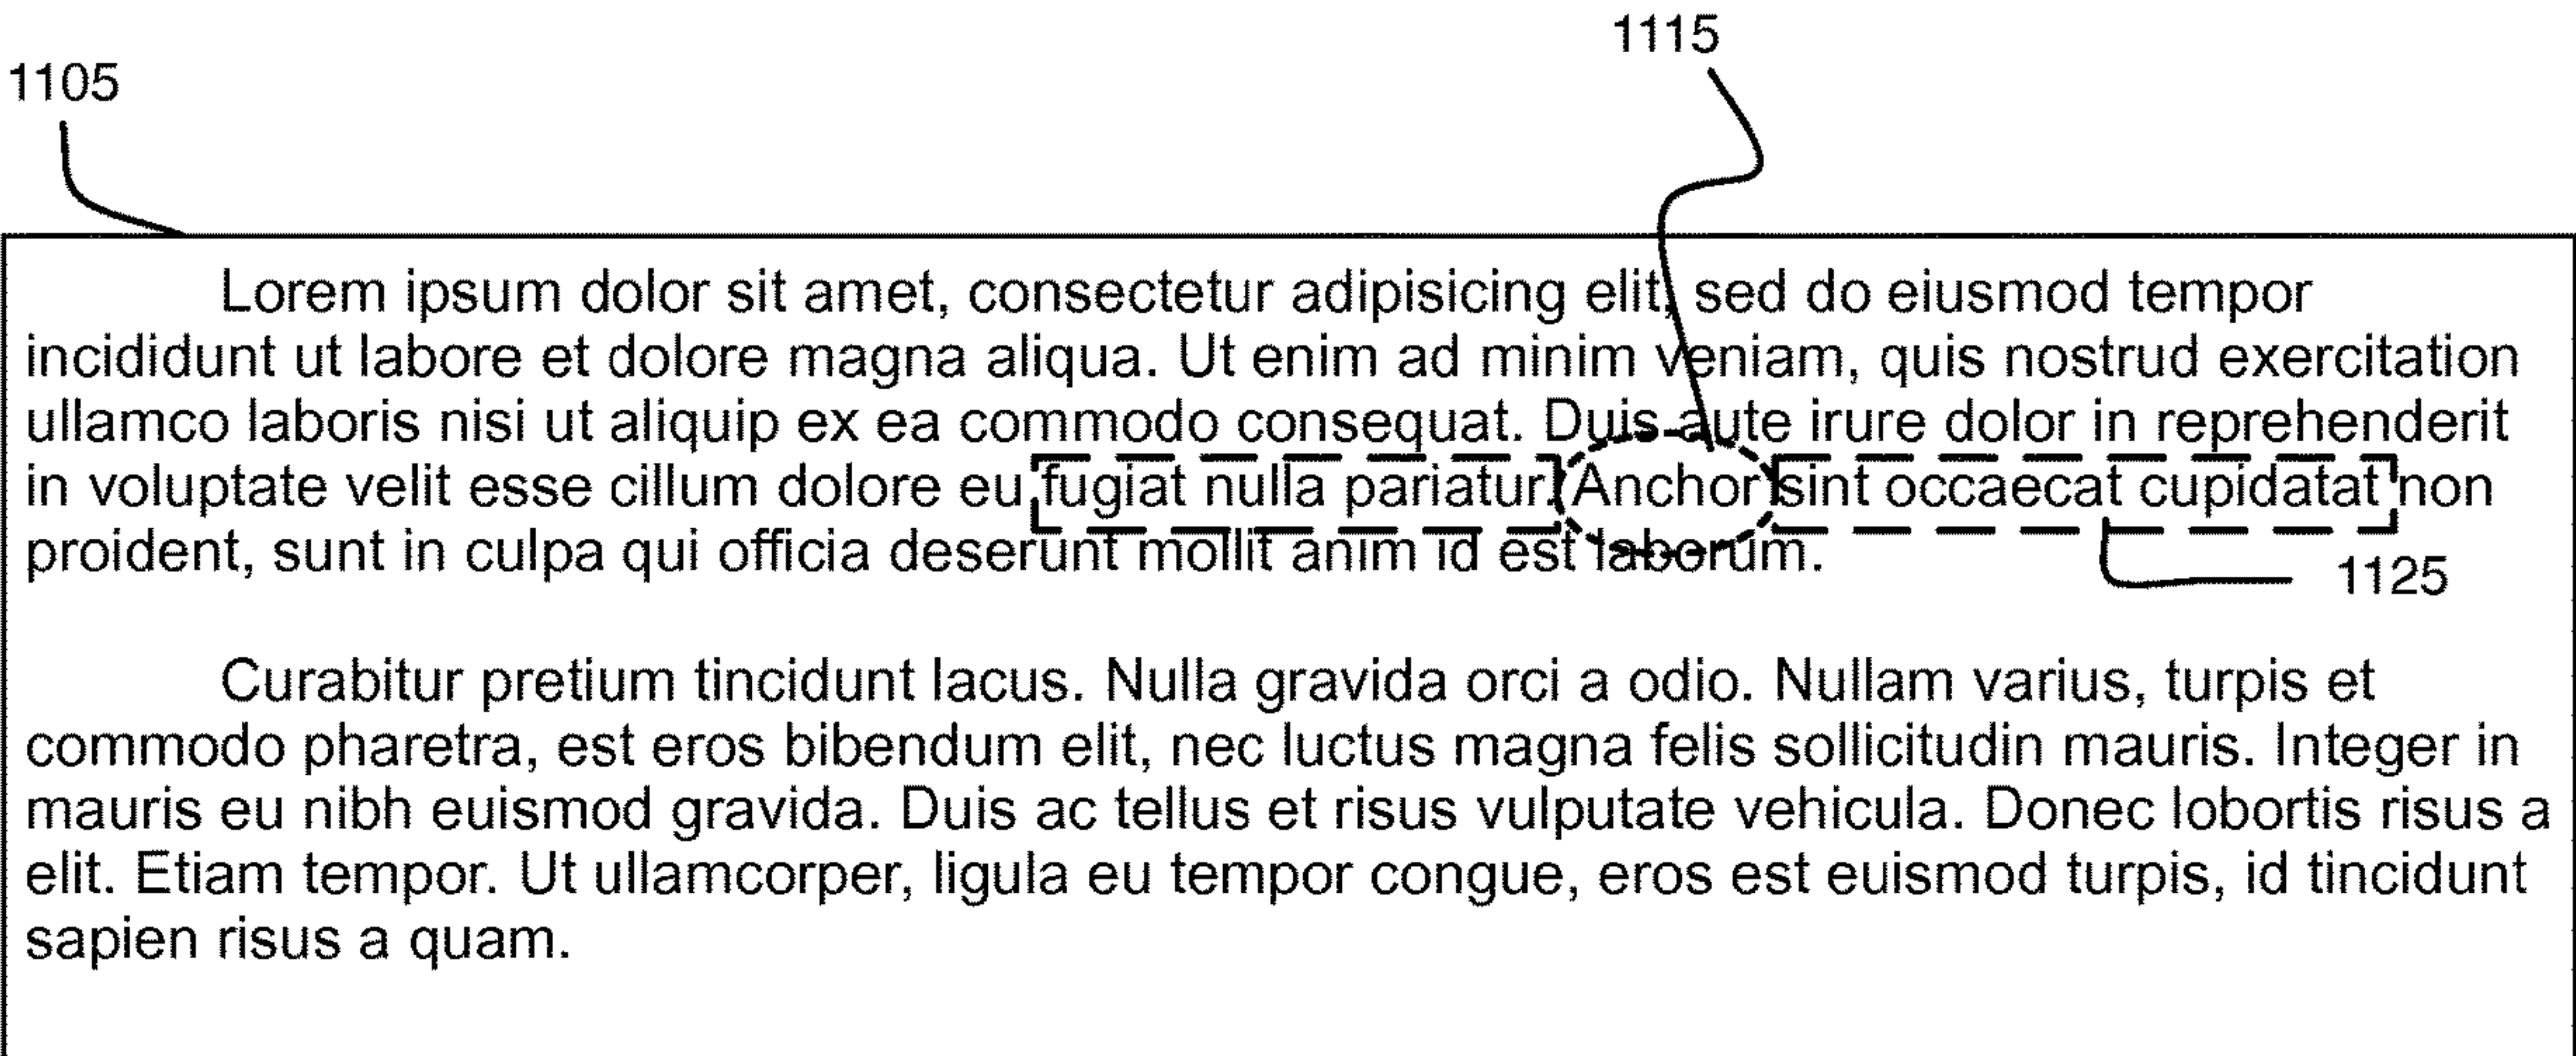 1115
1105
Lorem ipsum dolor sit amet, consectetur adipisicing elit, sed do eiusmod tempor
incididunt ut labore et dolore magna aliqua. Ut enim ad minim veniam, quis nostrud exercitation
ullamco laboris nisi ut aliquip ex ea commodo consequat. Duis aute irure dolor in reprehenderit
in voluptate velit esse cillum dolore eu fugiat nulla pariatur. Anchor sint occaecat cupidatat non
proident, sunt in culpa qui officia deserunt mollit anim id est laborum.
1125
Curabitur pretium tincidunt lacus. Nulla gravida orci a odio. Nullam varius, turpis et
commodo pharetra, est eros bibendum elit, nec luctus magna felis sollicitudin mauris. Integer in
mauris eu nibh euismod gravida. Duis ac tellus et risus vulputate vehicula. Donec lobortis risus a
elit. Etiam tempor. Ut ullamcorper, ligula eu tempor congue, eros est euismod turpis, id tincidunt
sapien risus a quam.